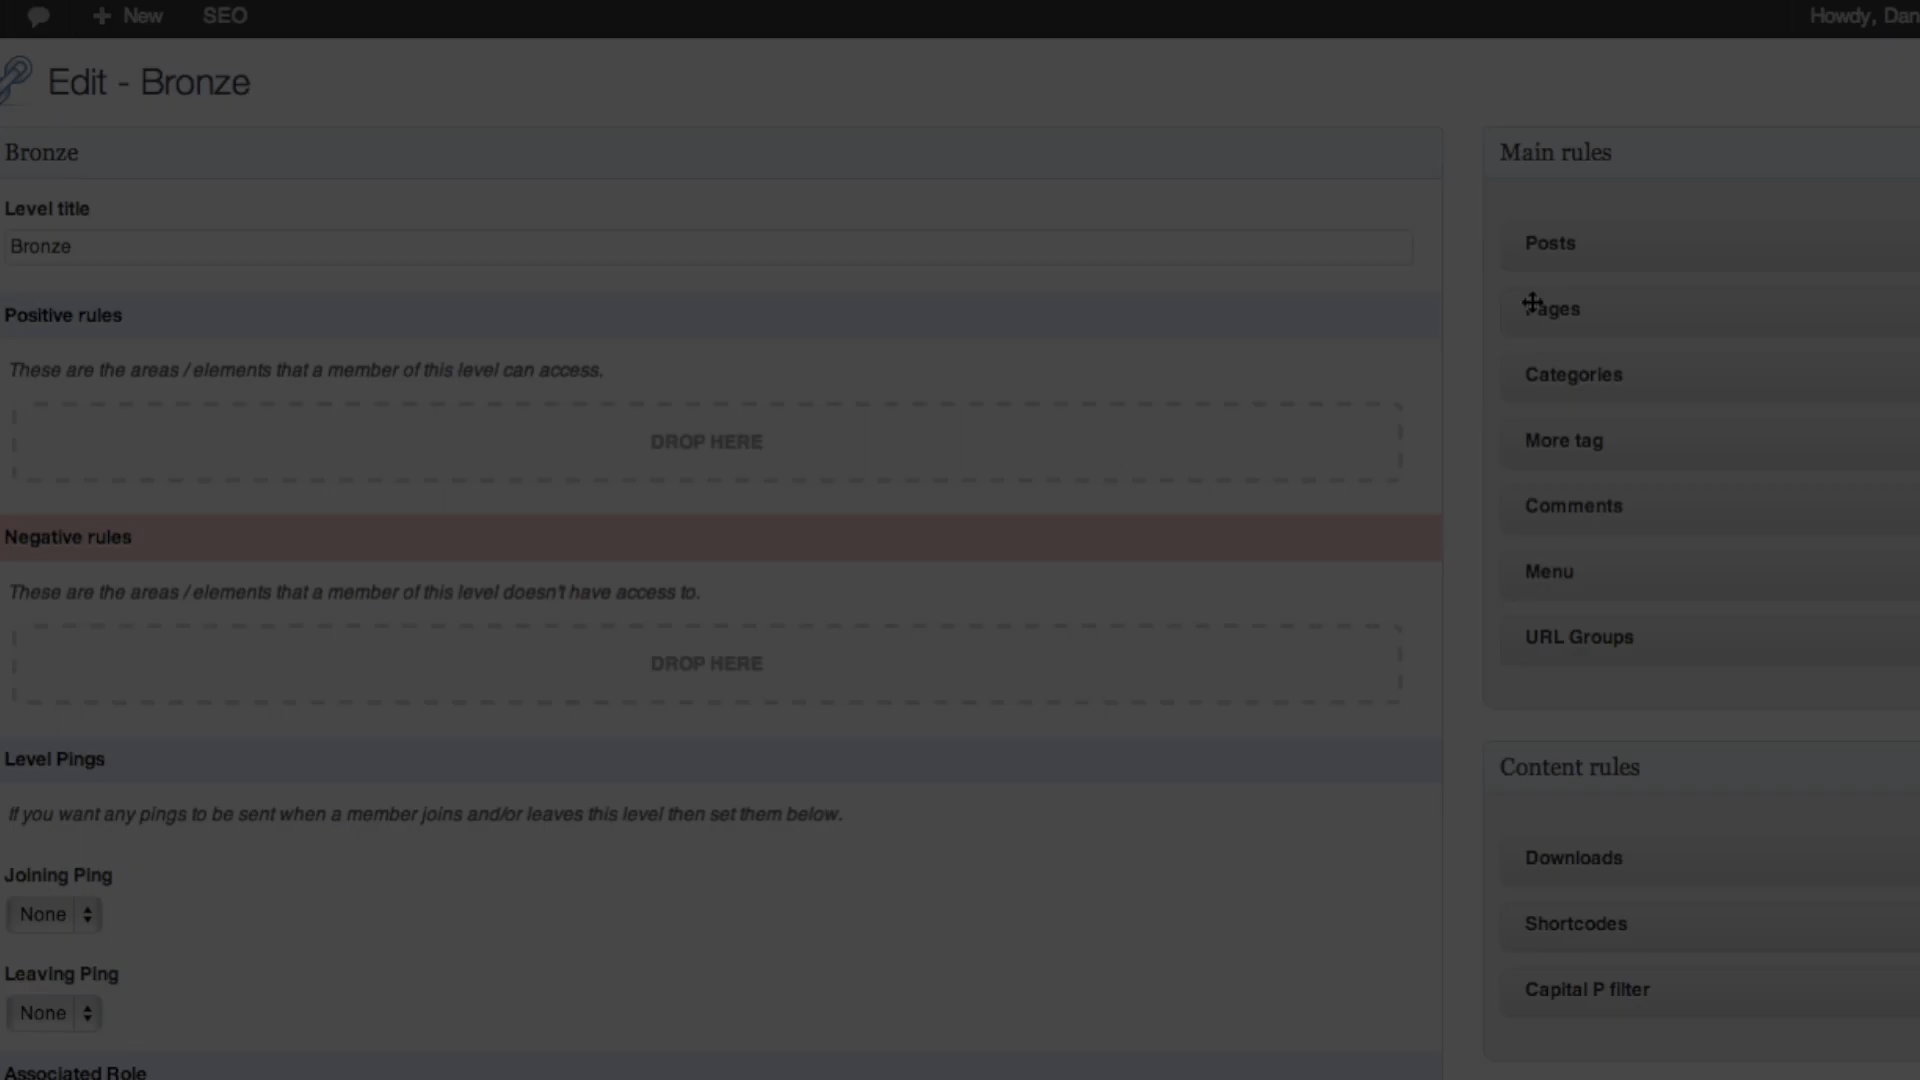 New SEO Howdy, Dan
Edit - Bronze
Bronze
Level title
Bronze
Positive rules
These are the areas / elements that a member of this level can access.
DROP HERE
Negative rules
These are the areas / elements that a member of this level doesn't have access to.
DROP HERE
Level Pings
If you want any pings to be sent when a member joins and/or leaves this level then set them below.
Joining Ping
None
Leaving Ping
None
Associated Role
Main rules
Posts
Pages
Categories
More tag
Comments
Menu
URL Groups
Content rules
Downloads
Shortcodes
Capital P filter